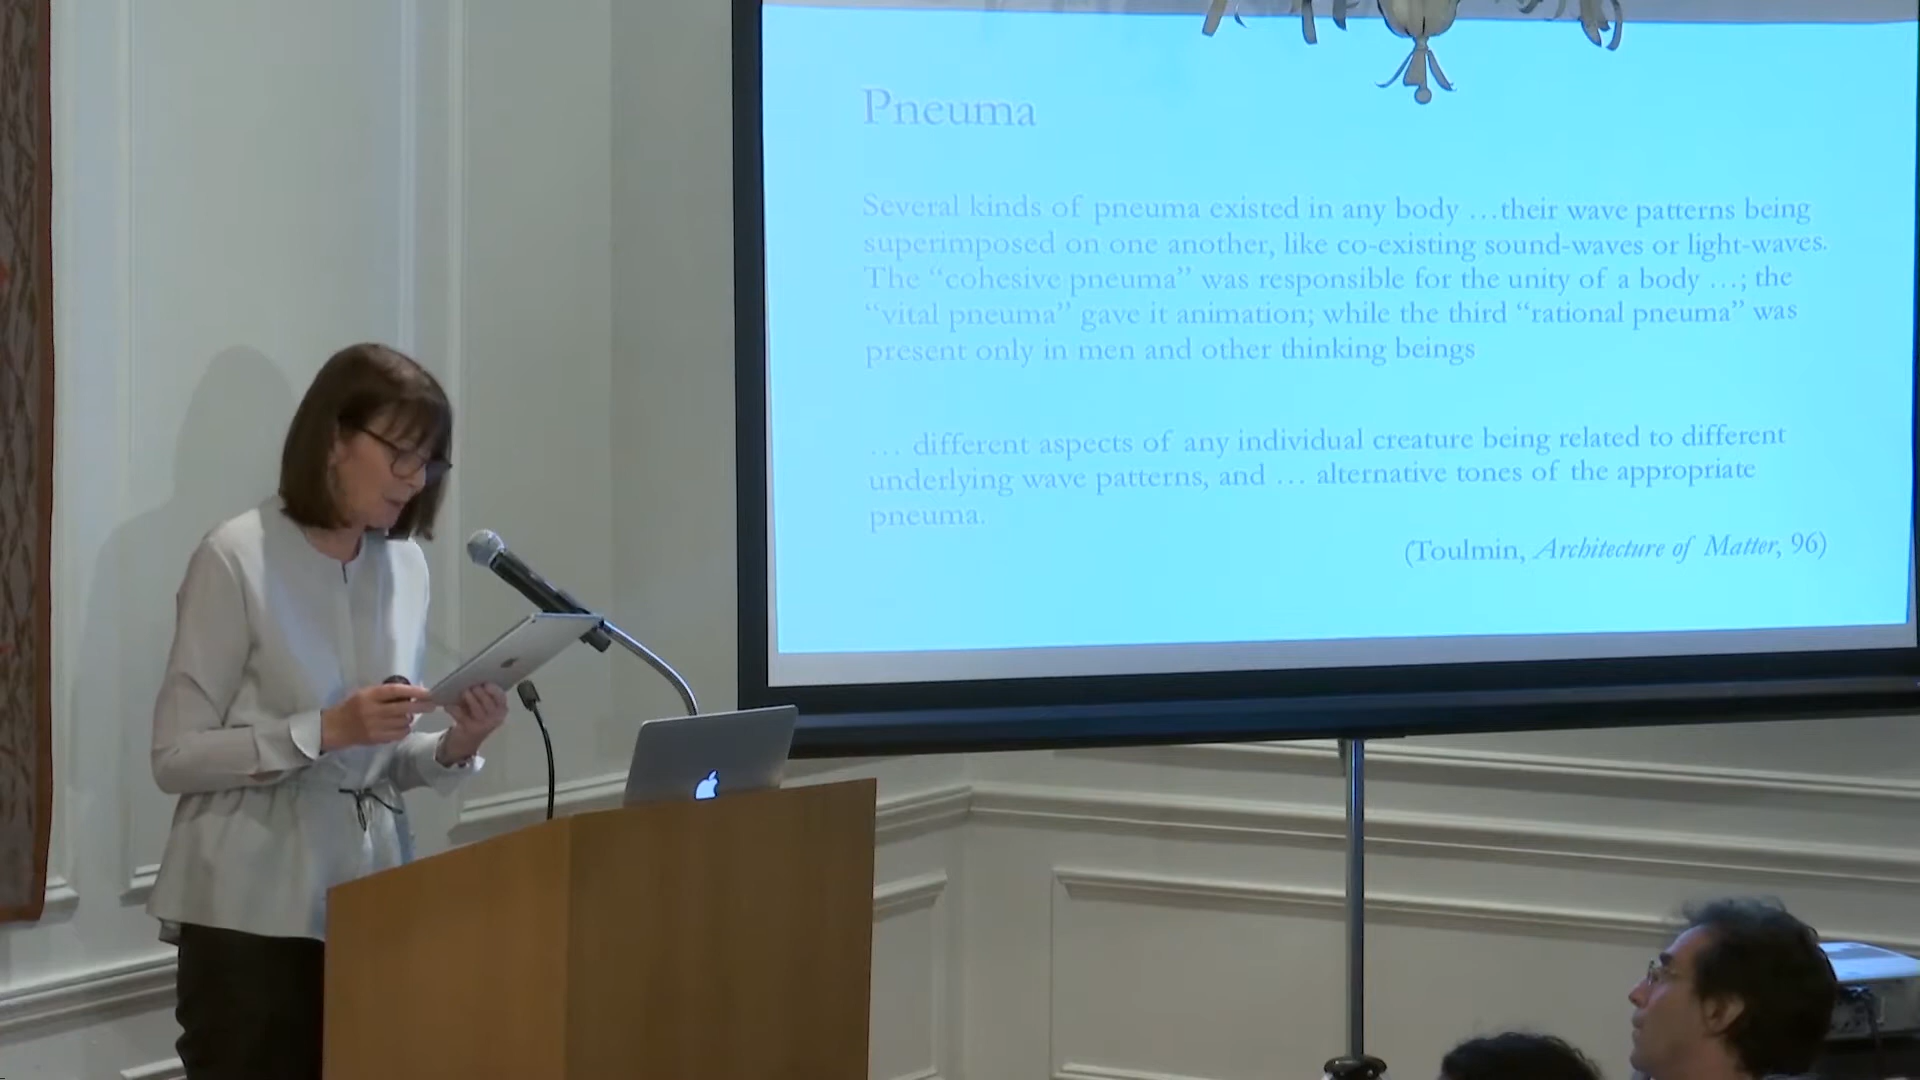 Pneuma
Several kinds of pneuma existed in any body …their wave patterns being
superimposed on one another, like co-existing sound-waves or light-waves.
The “cohesive pneuma” was responsible for the unity of a body …; the
“vital pneuma” gave it animation; while the third “rational pneuma” was
present only in men and other thinking beings
… different aspects of any individual creature being related to different
underlying wave patterns, and … alternative tones of the appropriate
pneuma.
(Toulmin, Architecture of Matter, 96)